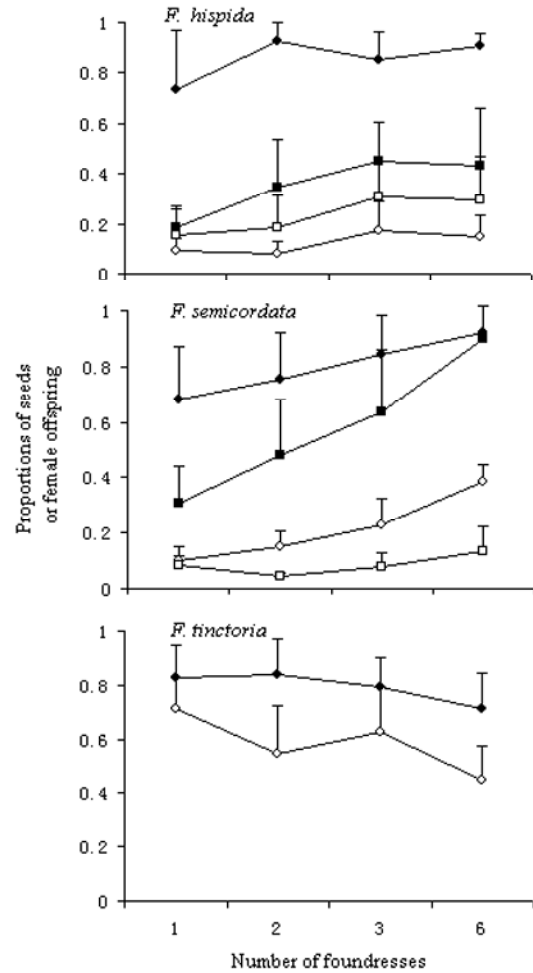 F. hispida
1
0.8
0.6
0.4
0.2
0
F. semicordata
1
0.8
0.6
0.4
0.2
0
Proportions of seeds
or female offspring
F. tinctoria
1
0.8
0.6
0.4
0.2
0
1 2 3 6
Number of foundresses